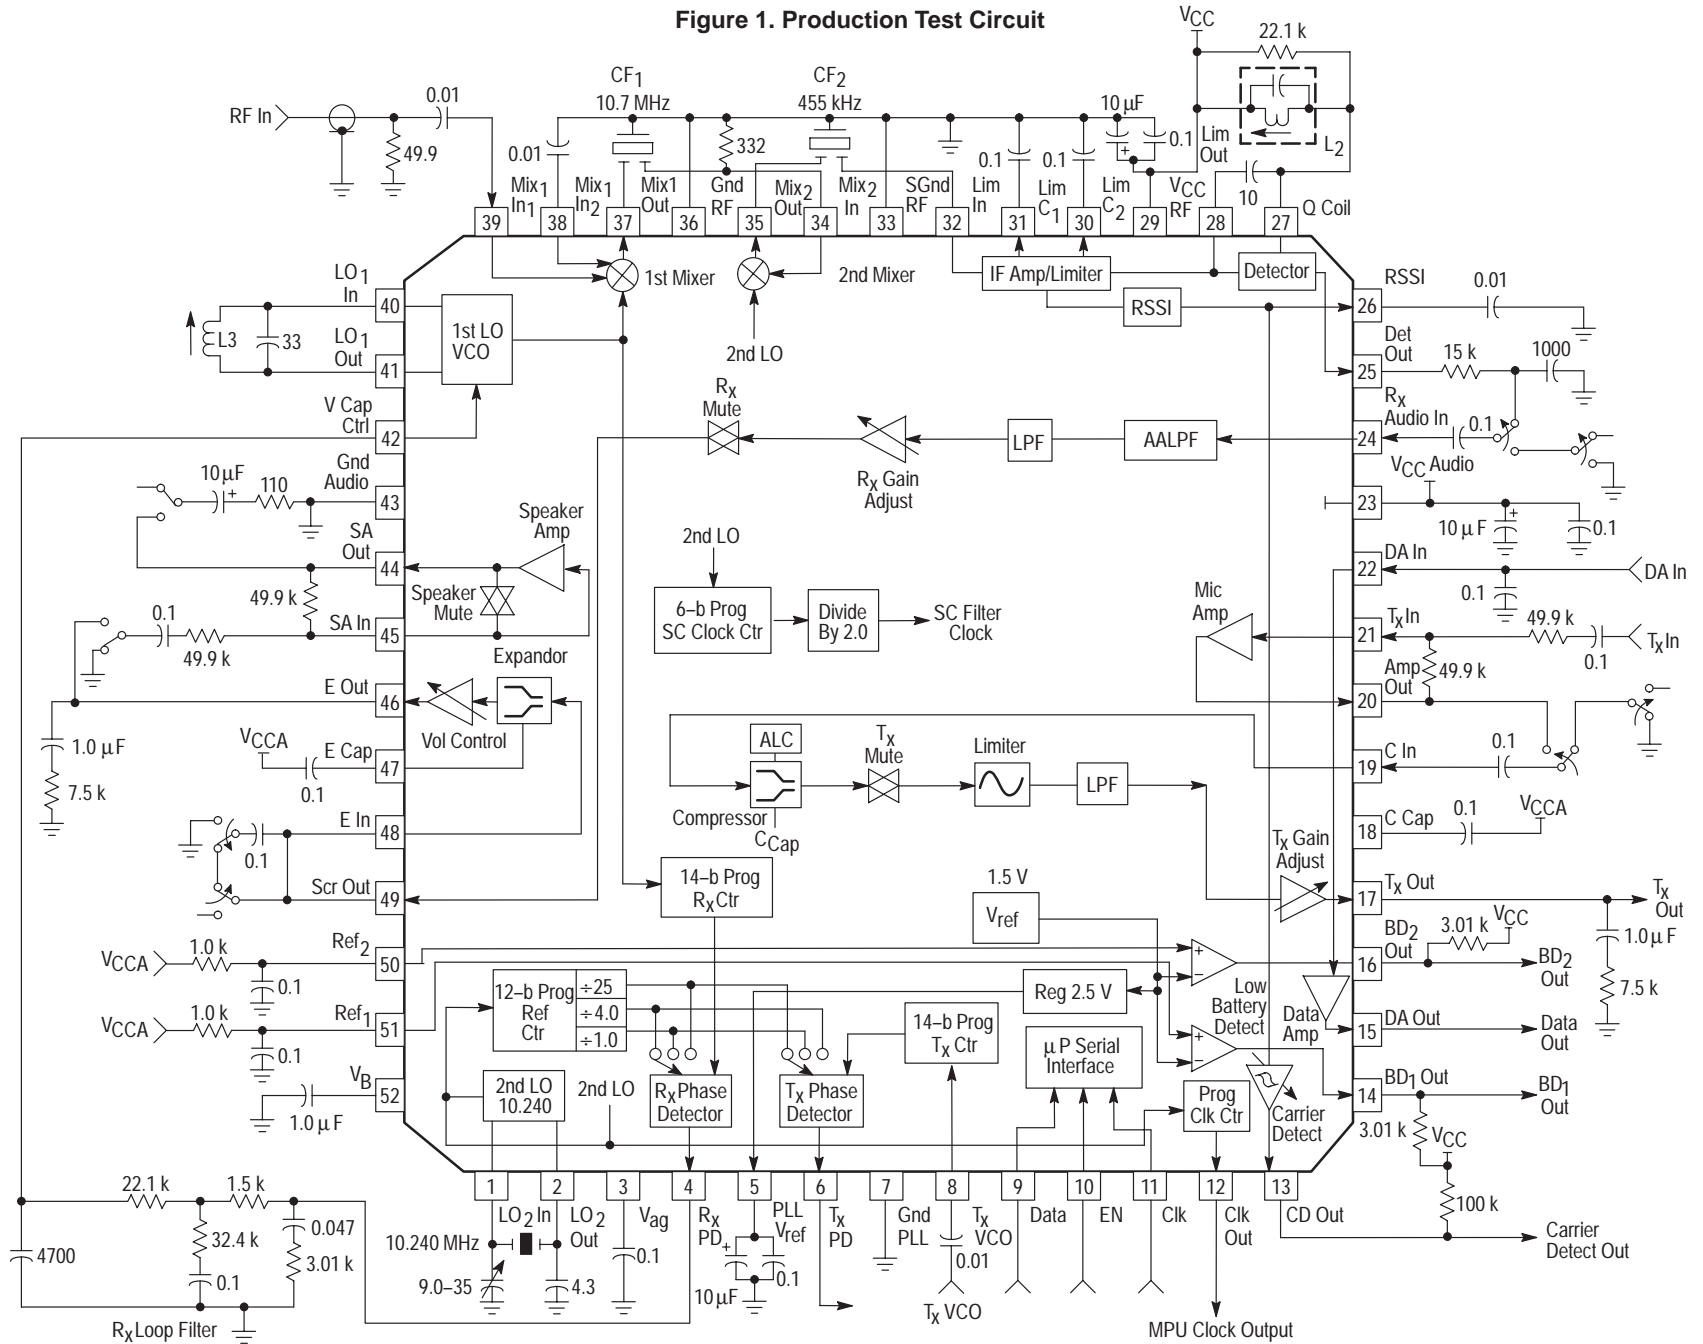 Figure 1. Production Test Circuit
VCC
22.1 k
L2
CF1
10.7 MHz
CF2
455 kHz
10 µF
0.1
Lim
Out
10
RF In
0.01
49.9
0.01
332
0.1
0.1
Mix1
In1
Mix1
In2
Mix1
Out
Gnd
RF
Mix2
Out
Mix2
In
SGnd
RF
Lim
In
Lim
C1
Lim
C2
VCC
RF
Q Coil
39
38
37
36
35
34
33
32
31
30
29
28
27
1st Mixer
2nd Mixer
2nd LO
IF Amp/Limiter
Detector
RSSI
LO1
In
40
L3
33
LO1
Out
41
1st LO
VCO
V Cap
Ctrl
42
Gnd
Audio
43
10 µF
+
110
SA
Out
44
Speaker
Amp
Speaker
Mute
49.9 k
0.1
49.9 k
SA In
45
Expandor
E Out
46
Vol Control
1.0 µF
7.5 k
VCCA
0.1
E Cap
47
E In
48
0.1
Scr Out
49
VCCA
1.0 k
0.1
Ref2
50
VCCA
1.0 k
0.1
Ref1
51
VB
52
1.0 µF
Rx
Mute
Rx Gain
Adjust
LPF
AALPF
2nd LO
6–b Prog
SC Clock Ctr
Divide
By 2.0
SC Filter
Clock
Mic
Amp
ALC
Compressor
CCap
Tx
Mute
Limiter
LPF
Tx Gain
Adjust
14–b Prog
Rx Ctr
1.5 V
Vref
Reg 2.5 V
Low
Battery
Detect
+
–
+
–
Data
Amp
12–b Prog
Ref
Ctr
÷25
÷4.0
÷1.0
14–b Prog
Tx Ctr
µP Serial
Interface
2nd LO
10.240
2nd LO
Rx Phase
Detector
Tx Phase
Detector
Prog
Clk Ctr
Carrier
Detect
RSSI
26
0.01
Det
Out
25
15 k
1000
Rx
Audio In
24
0.1
VCC Audio
23
10 µF
+
0.1
DA In
22
0.1
DA In
Tx In
21
49.9 k
0.1
Tx In
49.9 k
Amp
Out
20
C In
19
0.1
C Cap
18
0.1
VCCA
Tx Out
17
Tx
Out
1.0 µF
7.5 k
BD2
Out
16
3.01 k
VCC
BD2
Out
DA Out
15
Data
Out
BD1 Out
14
BD1
Out
3.01 k
VCC
100 k
Carrier
Detect Out
1
2
3
4
5
6
7
8
9
10
11
12
13
LO2 In
LO2
Out
Vag
Rx
PD
PLL
Vref
Tx
PD
Gnd
PLL
Tx
VCO
Data
EN
Clk
Clk
Out
CD Out
22.1 k
1.5 k
0.047
32.4 k
3.01 k
4700
0.1
10.240 MHz
9.0–35
4.3
0.1
+
10 µF
0.1
0.01
Tx VCO
Rx Loop Filter
MPU Clock Output